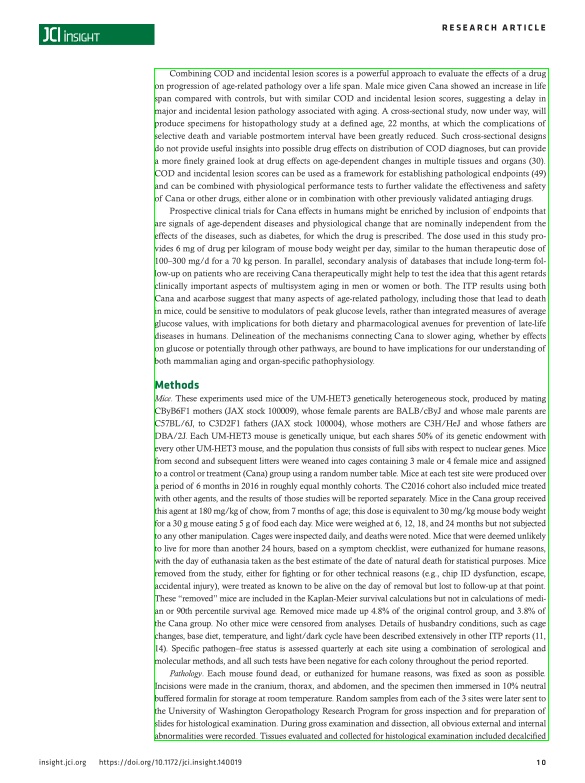 JCI INSIGHT
RESEARCH ARTICLE
Combining COD and incidental lesion scores is a powerful approach to evaluate the effects of a drug
on progression of age-related pathology over a life span. Male mice given Cana showed an increase in life
span compared with controls, but with similar COD and incidental lesion scores, suggesting a delay in
major and incidental lesion pathology associated with aging. A cross-sectional study, now under way, will
produce specimens for histopathology study at a defined age, 22 months, at which the complications of
selective death and variable postmortem interval have been greatly reduced. Such cross-sectional designs
do not provide useful insights into possible drug effects on distribution of COD diagnoses, but can provide
a more finely grained look at drug effects on age-dependent changes in multiple tissues and organs (30).
COD and incidental lesion scores can be used as a framework for establishing pathological endpoints (49)
and can be combined with physiological performance tests to further validate the effectiveness and safety
of Cana or other drugs, either alone or in combination with other previously validated antiaging drugs.
Prospective clinical trials for Cana effects in humans might be enriched by inclusion of endpoints that
are signals of age-dependent diseases and physiological change that are nominally independent from the
effects of the diseases, such as diabetes, for which the drug is prescribed. The dose used in this study pro-
vides 6 mg of drug per kilogram of mouse body weight per day, similar to the human therapeutic dose of
100–300 mg/d for a 70 kg person. In parallel, secondary analysis of databases that include long-term fol-
low-up on patients who are receiving Cana therapeutically might help to test the idea that this agent retards
clinically important aspects of multisystem aging in men or women or both. The ITP results using both
Cana and acarbose suggest that many aspects of age-related pathology, including those that lead to death
in mice, could be sensitive to modulators of peak glucose levels, rather than integrated measures of average
glucose values, with implications for both dietary and pharmacological avenues for prevention of late-life
diseases in humans. Delineation of the mechanisms connecting Cana to slower aging, whether by effects
on glucose or potentially through other pathways, are bound to have implications for our understanding of
both mammalian aging and organ-specific pathophysiology.
Methods
Mice. These experiments used mice of the UM-HET3 genetically heterogeneous stock, produced by mating
CByB6F1 mothers (JAX stock 100009), whose female parents are BALB/cByJ and whose male parents are
C57BL/6J, to C3D2F1 fathers (JAX stock 100004), whose mothers are C3H/HeJ and whose fathers are
DBA/2J. Each UM-HET3 mouse is genetically unique, but each shares 50% of its genetic endowment with
every other UM-HET3 mouse, and the population thus consists of full sibs with respect to nuclear genes. Mice
from second and subsequent litters were weaned into cages containing 3 male or 4 female mice and assigned
to a control or treatment (Cana) group using a random number table. Mice at each test site were produced over
a period of 6 months in 2016 in roughly equal monthly cohorts. The C2016 cohort also included mice treated
with other agents, and the results of those studies will be reported separately. Mice in the Cana group received
this agent at 180 mg/kg of chow, from 7 months of age; this dose is equivalent to 30 mg/kg mouse body weight
for a 30 g mouse eating 5 g of food each day. Mice were weighed at 6, 12, 18, and 24 months but not subjected
to any other manipulation. Cages were inspected daily, and deaths were noted. Mice that were deemed unlikely
to live for more than another 24 hours, based on a symptom checklist, were euthanized for humane reasons,
with the day of euthanasia taken as the best estimate of the date of natural death for statistical purposes. Mice
removed from the study, either for fighting or for other technical reasons (e.g., chip ID dysfunction, escape,
accidental injury), were treated as known to be alive on the day of removal but lost to follow-up at that point.
These “removed” mice are included in the Kaplan-Meier survival calculations but not in calculations of medi-
an or 90th percentile survival age. Removed mice made up 4.8% of the original control group, and 3.8% of
the Cana group. No other mice were censored from analyses. Details of husbandry conditions, such as cage
changes, base diet, temperature, and light/dark cycle have been described extensively in other ITP reports (11,
14). Specific pathogen–free status is assessed quarterly at each site using a combination of serological and
molecular methods, and all such tests have been negative for each colony throughout the period reported.
Pathology. Each mouse found dead, or euthanized for humane reasons, was fixed as soon as possible.
Incisions were made in the cranium, thorax, and abdomen, and the specimen then immersed in 10% neutral
buffered formalin for storage at room temperature. Random samples from each of the 3 sites were later sent to
the University of Washington Geropathology Research Program for gross inspection and for preparation of
slides for histological examination. During gross examination and dissection, all obvious external and internal
abnormalities were recorded. Tissues evaluated and collected for histological examination included decalcified
insight.jci.org https://doi.org/10.1172/jci.insight.140019
10